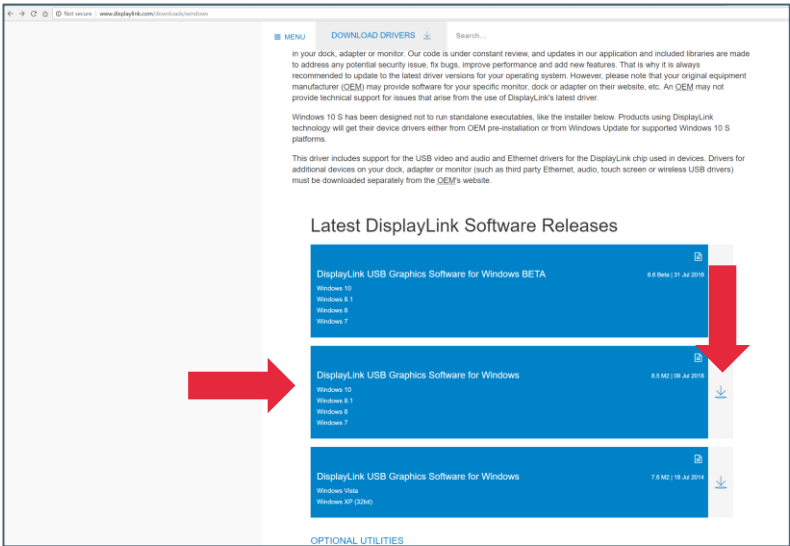 Not secure | www.displaylink.com/downloads/windows
MENU
DOWNLOAD DRIVERS
Search...
in your dock, adapter or monitor. Our code is under constant review, and updates in our application and included libraries are made
to address any potential security issue, fix bugs, improve performance and add new features. That is why it is always
recommended to update to the latest driver versions for your operating system. However, please note that your original equipment
manufacturer (OEM) may provide software for your specific monitor, dock or adapter on their website, etc. An OEM may not
provide technical support for issues that arise from the use of DisplayLink's latest driver.
Windows 10 S has been designed not to run standalone executables, like the installer below. Products using DisplayLink
technology will get their device drivers either from OEM pre-installation or from Windows Update for supported Windows 10 S
platforms.
This driver includes support for the USB video and audio and Ethernet drivers for the DisplayLink chip used in devices. Drivers for
additional devices on your dock, adapter or monitor (such as third party Ethernet, audio, touch screen or wireless USB drivers)
must be downloaded separately from the OEM's website.
Latest DisplayLink Software Releases
DisplayLink USB Graphics Software for Windows BETA
8.6 Beta | 31 Jul 2018
Windows 10
Windows 8.1
Windows 8
Windows 7
DisplayLink USB Graphics Software for Windows
8.5 M2 | 09 Jul 2018
Windows 10
Windows 8.1
Windows 8
Windows 7
DisplayLink USB Graphics Software for Windows
7.6 M2 | 18 Jul 2014
Windows Vista
Windows XP (32bit)
OPTIONAL UTILITIES